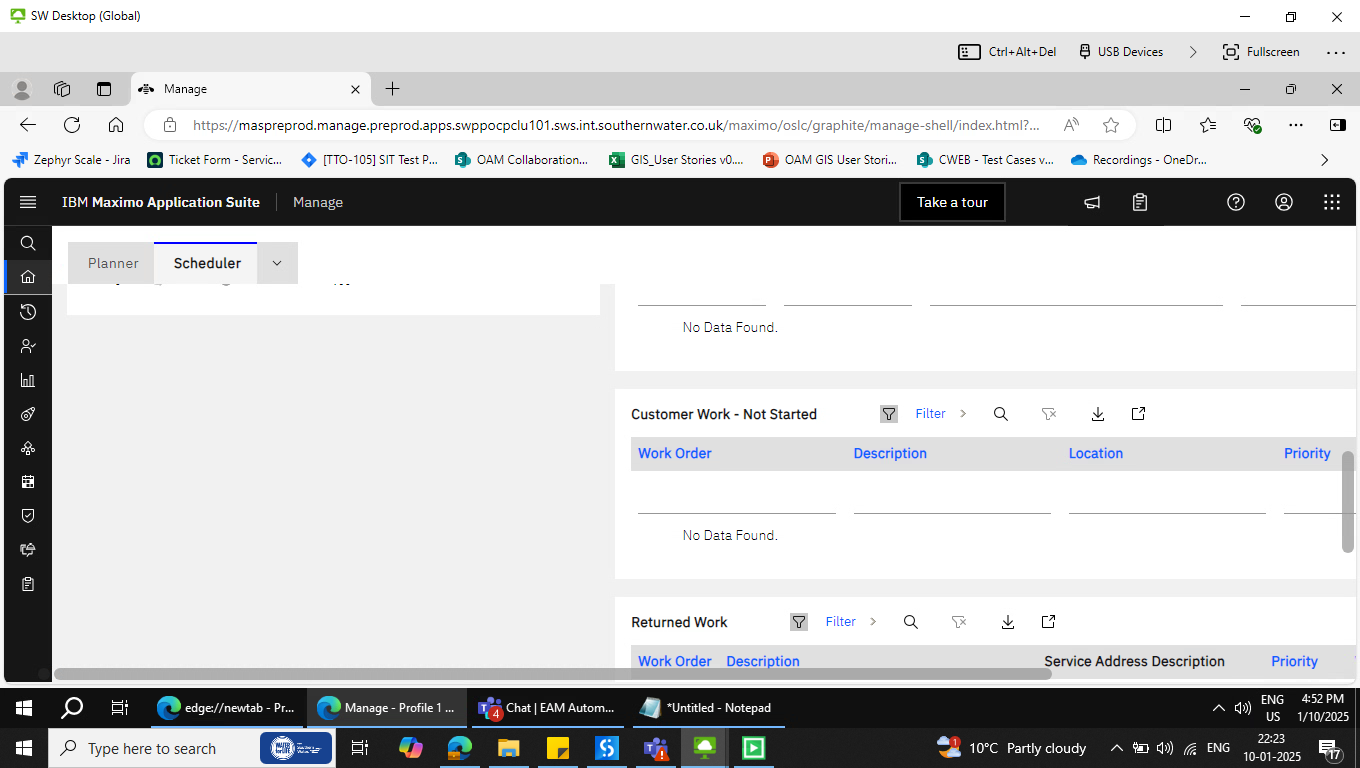 SW Desktop (Global)
Ctrl+Alt+Del USB Devices Fullscreen
Manage
https://maspreprod.manage.preprod.apps.swppocpclu101.sws.int.southernwater.co.uk/maximo/oslc/graphite/manage-shell/index.html?...
Zephyr Scale - Jira Ticket Form - Servic... [TTO-105] SIT Test P... OAM Collaboration... GIS_User Stories v0.... OAM GIS User Stori... CWEB - Test Cases v... Recordings - OneDr...
IBM Maximo Application Suite Manage Take a tour
Planner Scheduler
No Data Found.
Customer Work - Not Started Filter
Work Order Description Location Priority
No Data Found.
Returned Work Filter
Work Order Description Service Address Description Priority
edge://newtab - Pr... Manage - Profile 1 ... 4 Chat | EAM Autom... *Untitled - Notepad ENG US 4:52 PM 1/10/2025
Type here to search 1 10°C Partly cloudy ENG 22:23 10-01-2025 17